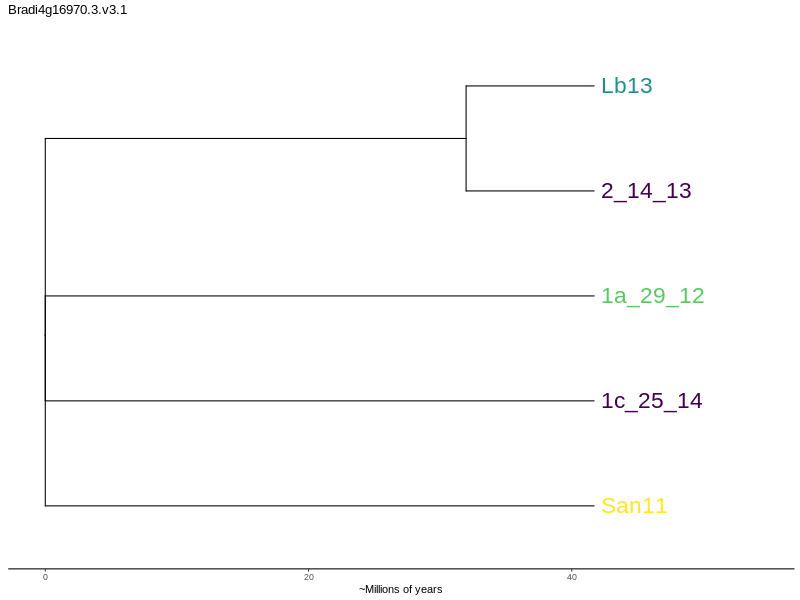 Bradi4g16970.3.v3.1
Lb13
2_14_13
1a_29_12
1c_25_14
San11
0 20 40
~Millions of years